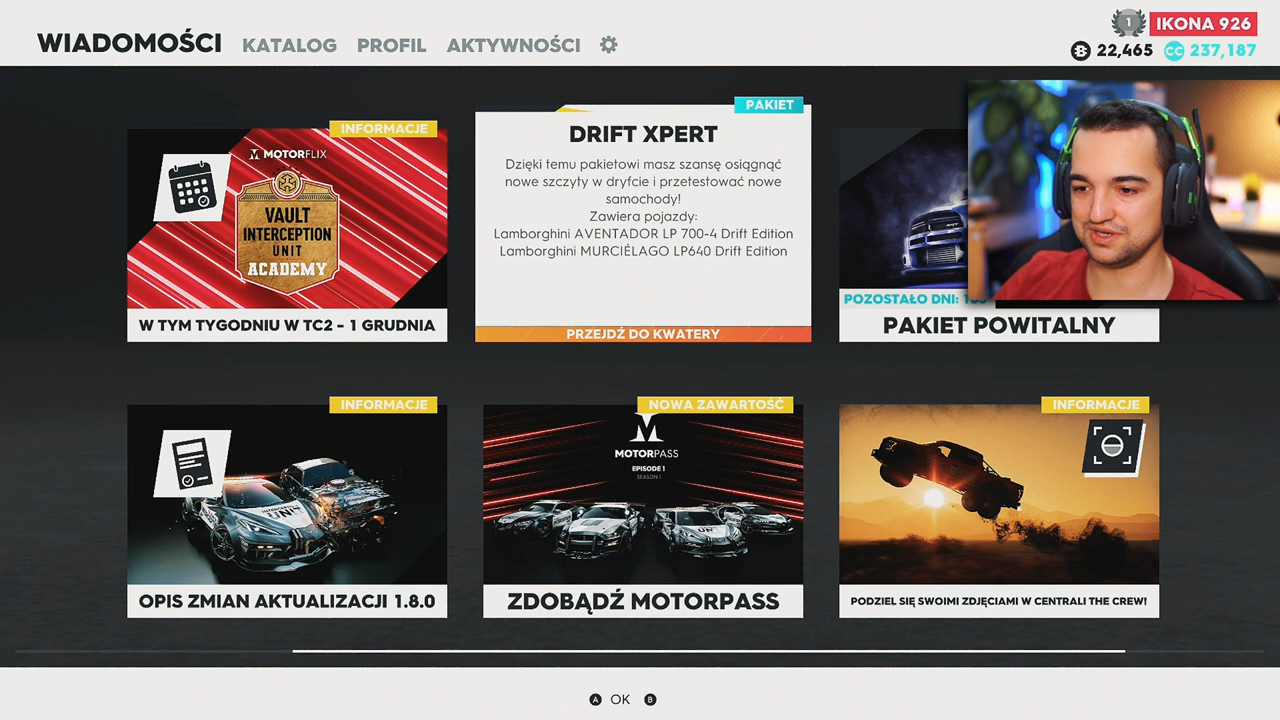 WIADOMOŚCI KATALOG PROFIL AKTYWNOŚCI
1 IKONA 926
22,465 CC 237,187
INFORMACJE
MOTORFLIX
VAULT
INTERCEPTION
UNIT
ACADEMY
W TYM TYGODNIU W TC2 - 1 GRUDNIA
PAKIET
DRIFT XPERT
Dzięki temu pakietowi masz szansę osiągnąć
nowe szczyty w dryfcie i przetestować nowe
samochody!
Zawiera pojazdy:
Lamborghini AVENTADOR LP 700-4 Drift Edition
Lamborghini MURCIÉLAGO LP640 Drift Edition
PRZEJDŹ DO KWATERY
POZOSTAŁO DNI:
PAKIET POWITALNY
INFORMACJE
OPIS ZMIAN AKTUALIZACJI 1.8.0
NOWA ZAWARTOŚĆ
MOTORPASS
EPISODE 1
SEASON 1
ZDOBĄDŹ MOTORPASS
INFORMACJE
PODZIEL SIĘ SWOIMI ZDJĘCIAMI W CENTRALI THE CREW!
A OK B